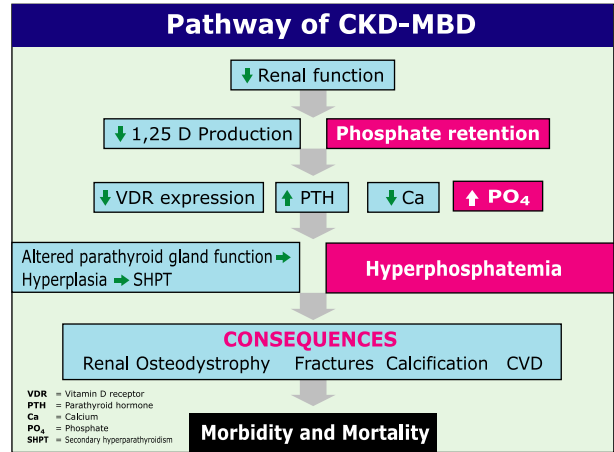 Pathway of CKD-MBD
↓ Renal function
↓ 1,25 D Production
Phosphate retention
↓ VDR expression
↑ PTH
↓ Ca
↑ PO₄
Altered parathyroid gland function ➔
Hyperplasia ➔ SHPT
Hyperphosphatemia
CONSEQUENCES
Renal Osteodystrophy Fractures Calcification CVD
VDR = Vitamin D receptor
PTH = Parathyroid hormone
Ca = Calcium
PO₄ = Phosphate
SHPT = Secondary hyperparathyroidism
Morbidity and Mortality